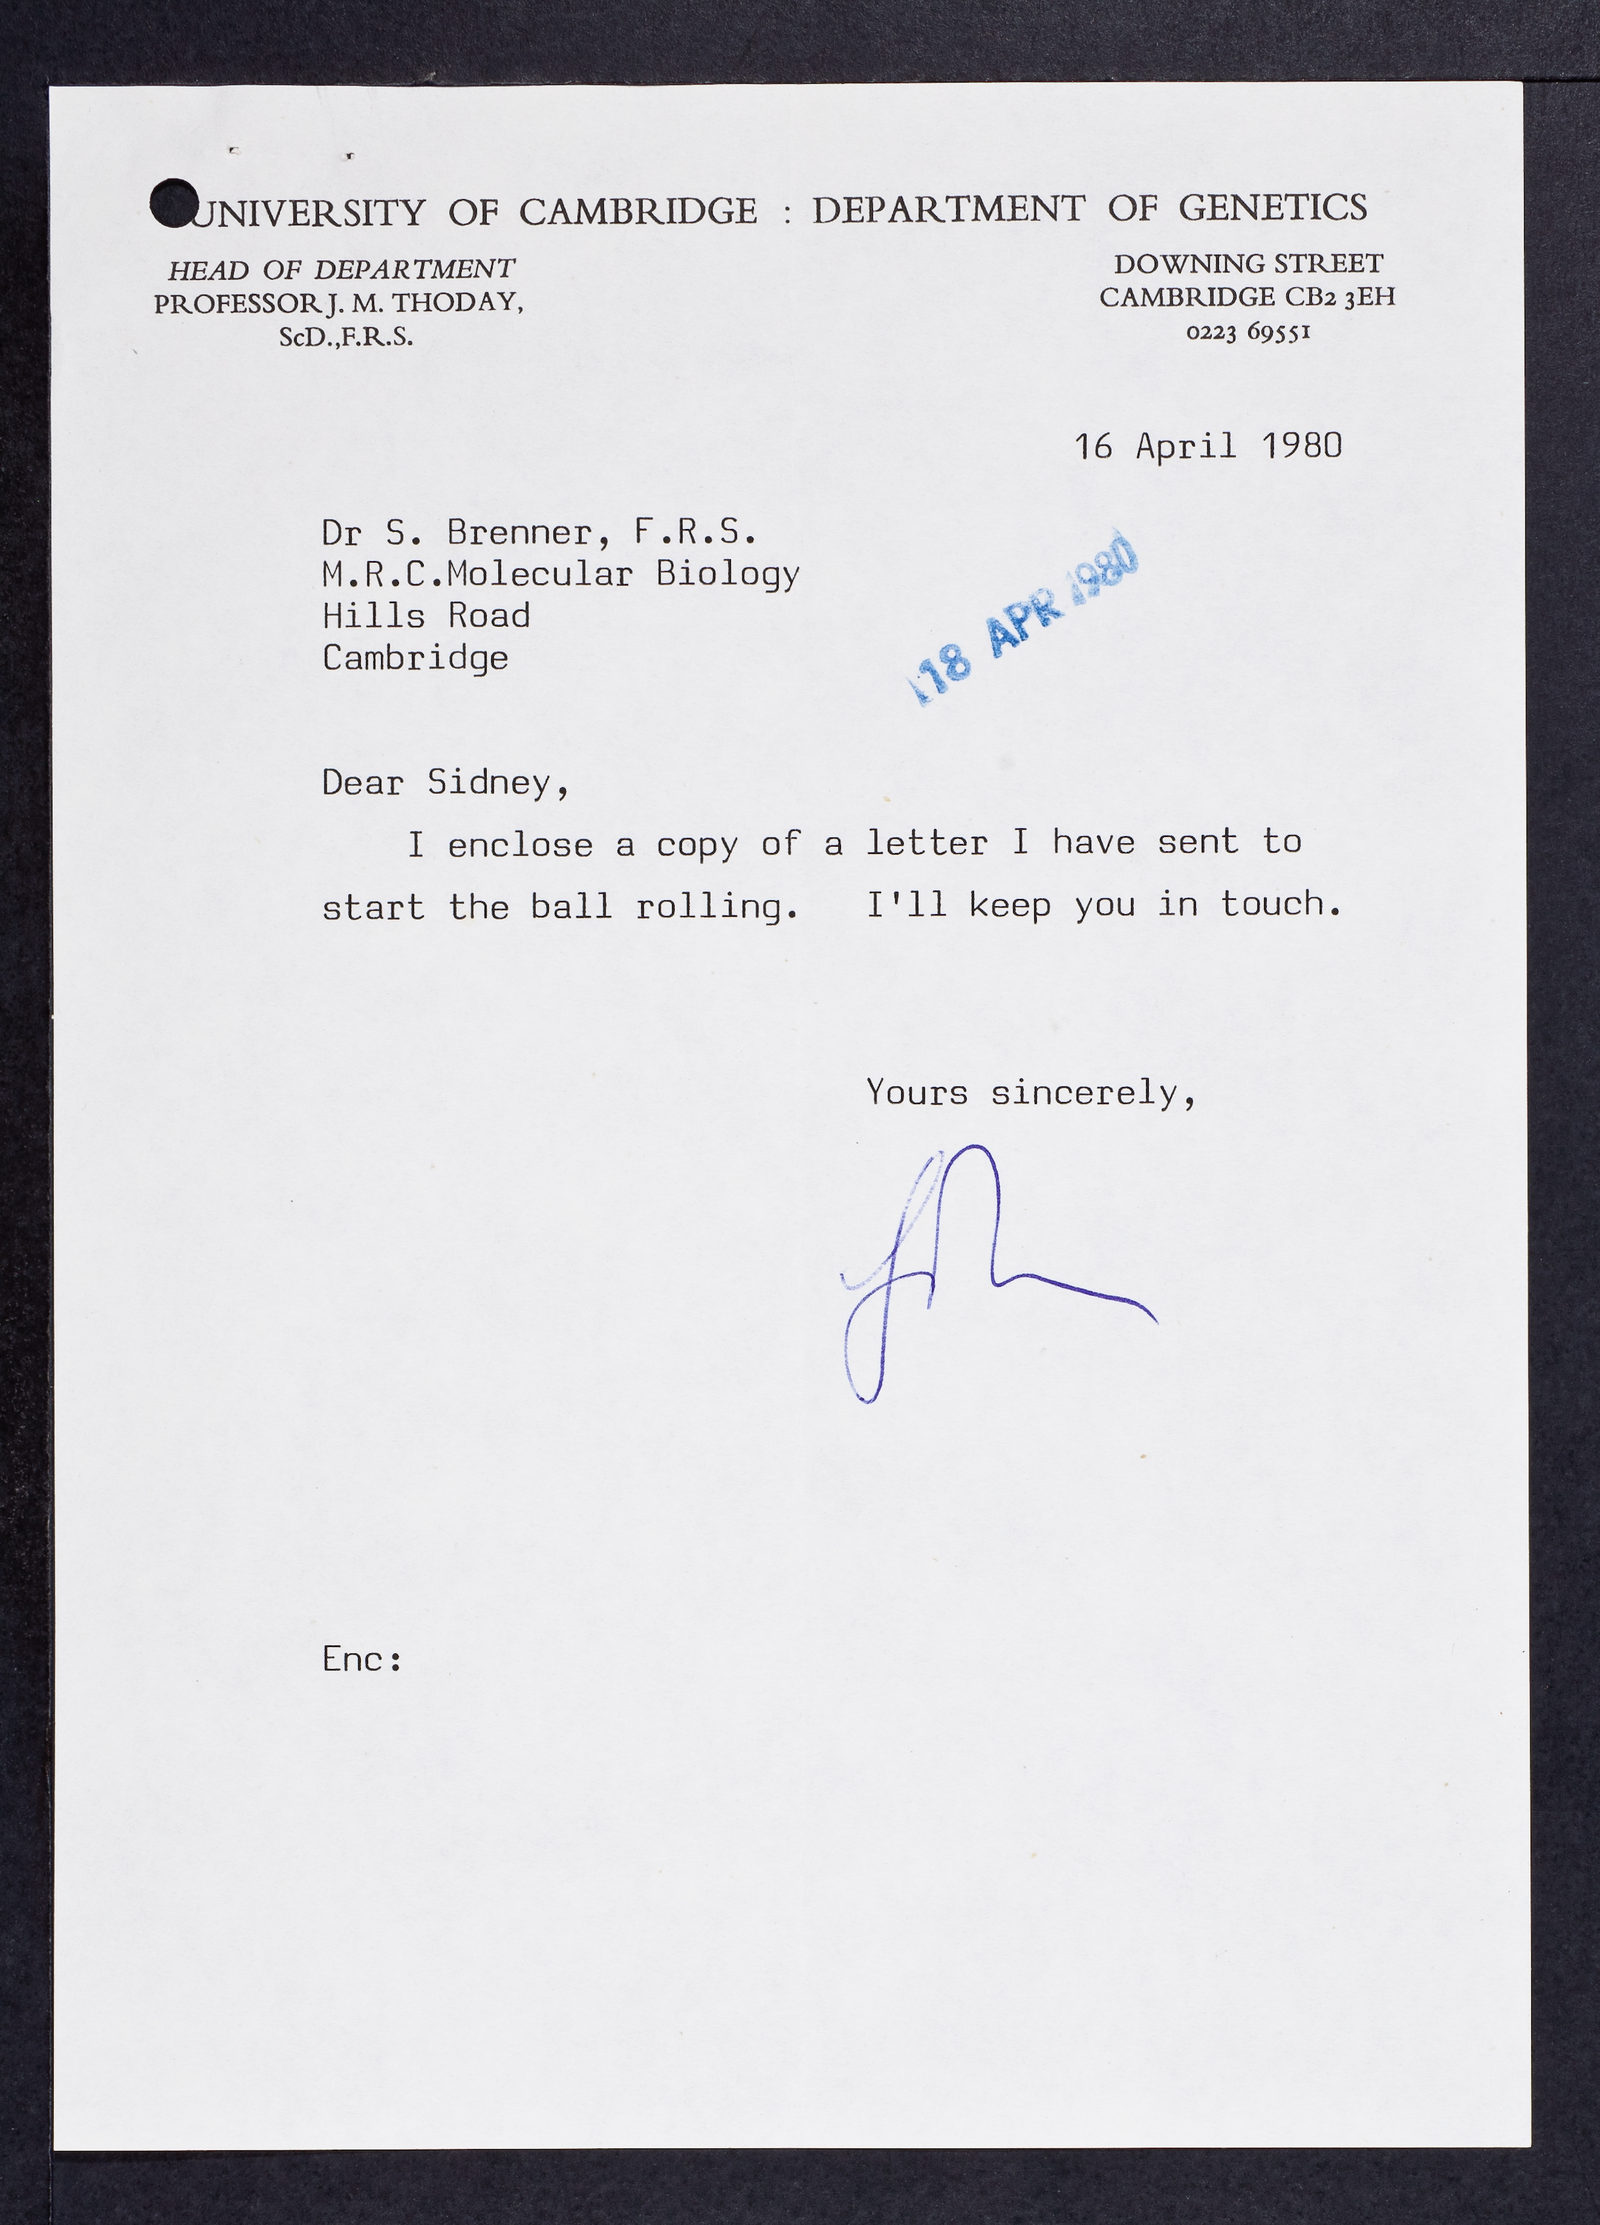 UNIVERSITY OF CAMBRIDGE : DEPARTMENT OF GENETICS
HEAD OF DEPARTMENT
PROFESSOR J. M. THODAY,
ScD.,F.R.S.
DOWNING STREET
CAMBRIDGE CB2 3EH
0223 69551
16 April 1980
Dr S. Brenner, F.R.S.
M.R.C.Molecular Biology
Hills Road
Cambridge
18 APR 1980
Dear Sidney,
I enclose a copy of a letter I have sent to
start the ball rolling. I'll keep you in touch.
Yours sincerely,
Enc: